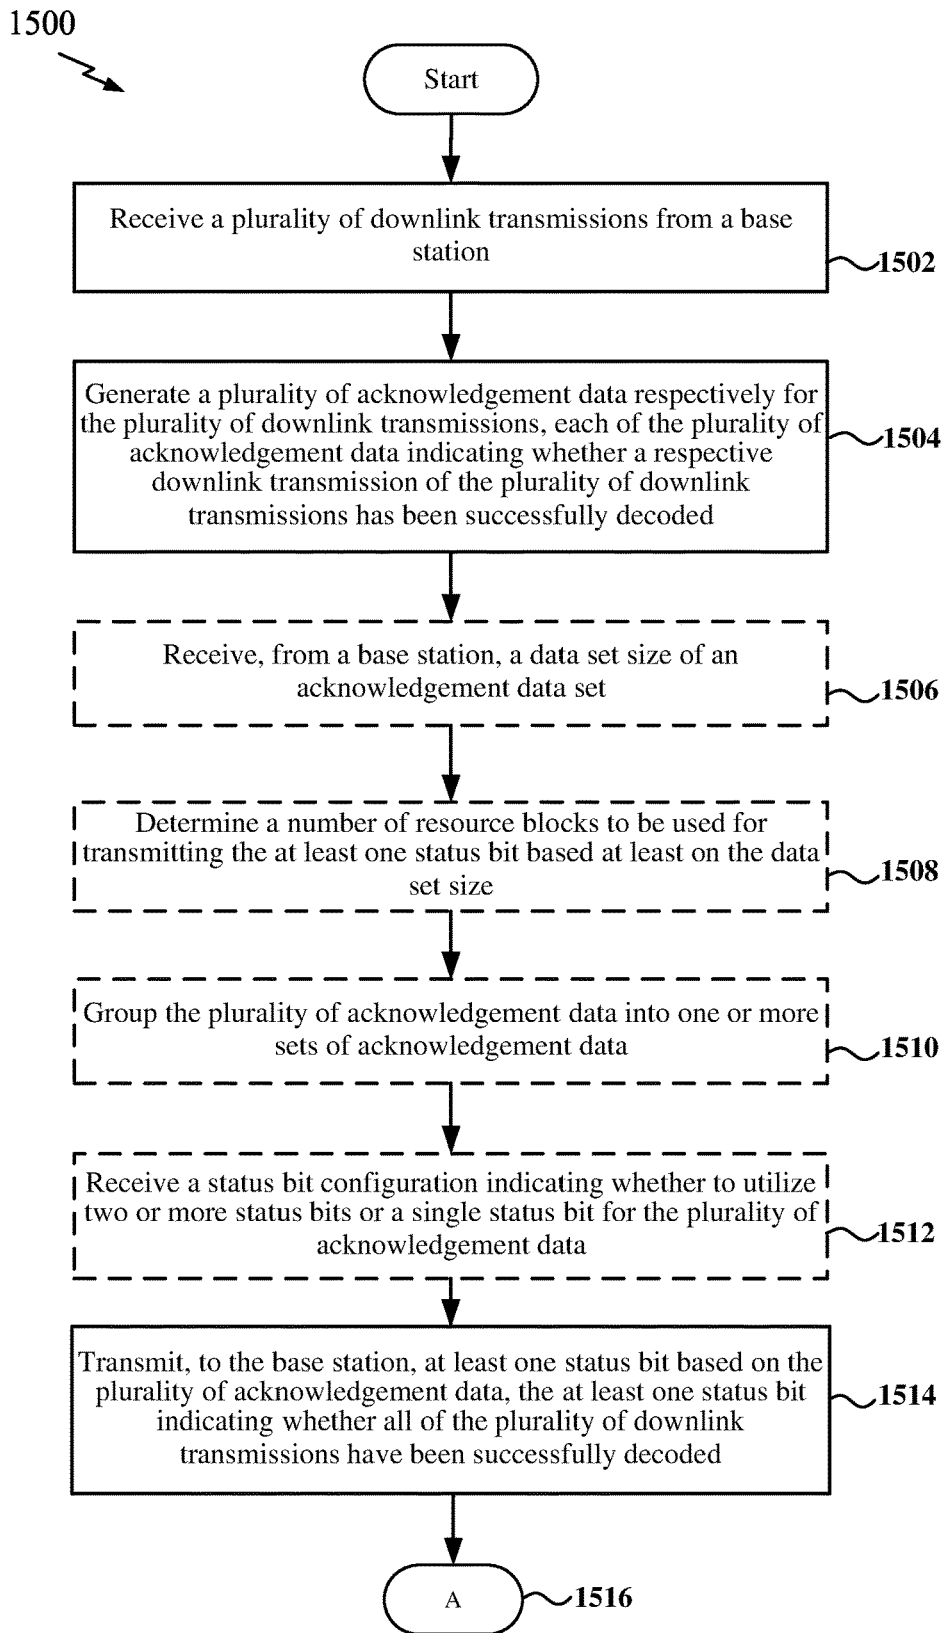 1500
Start
Receive a plurality of downlink transmissions from a base
station
1502
Generate a plurality of acknowledgement data respectively for
the plurality of downlink transmissions, each of the plurality of
acknowledgement data indicating whether a respective
downlink transmission of the plurality of downlink
transmissions has been successfully decoded
1504
Receive, from a base station, a data set size of an
acknowledgement data set
1506
Determine a number of resource blocks to be used for
transmitting the at least one status bit based at least on the data
set size
1508
Group the plurality of acknowledgement data into one or more
sets of acknowledgement data
1510
Receive a status bit configuration indicating whether to utilize
two or more status bits or a single status bit for the plurality of
acknowledgement data
1512
Transmit, to the base station, at least one status bit based on the
plurality of acknowledgement data, the at least one status bit
indicating whether all of the plurality of downlink
transmissions have been successfully decoded
1514
A
1516